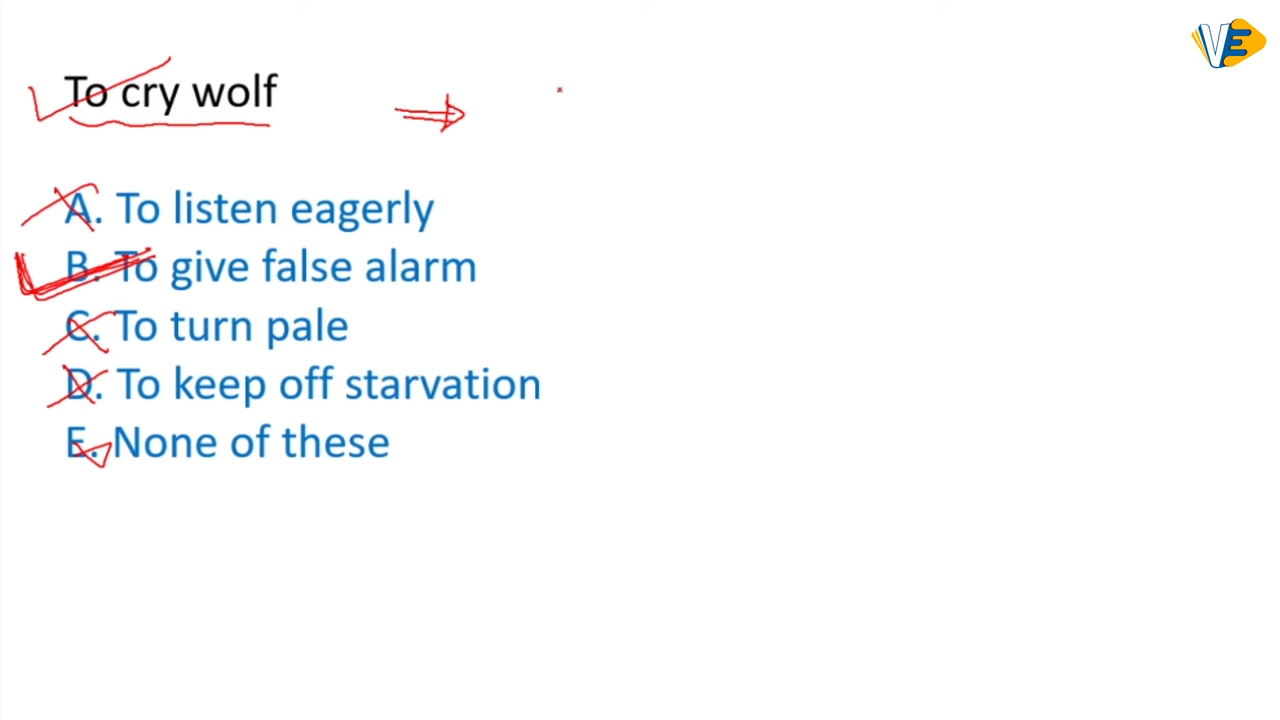 VE
To cry wolf
A. To listen eagerly
B. To give false alarm
C. To turn pale
D. To keep off starvation
E. None of these